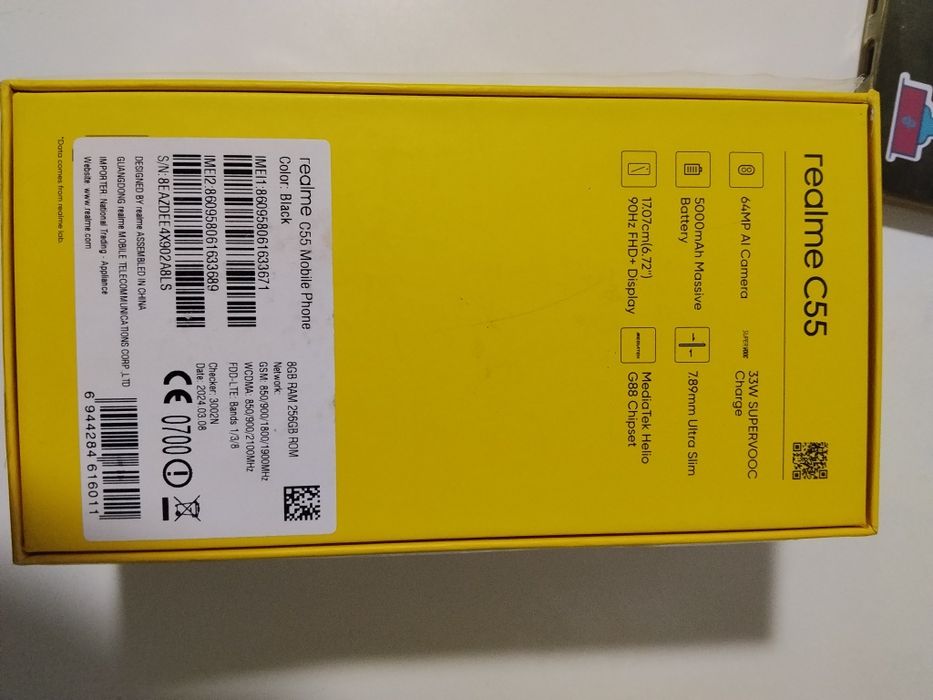 realme C55
64MP AI Camera
33W SUPERVOOC
Charge
5000mAh Massive
Battery
7.89mm Ultra Slim
17.07cm(6.72")
90Hz FHD+ Display
MediaTek Helio
G88 Chipset
SUPERVOOC
MEDIATEK
realme C55 Mobile Phone
Color: Black
8GB RAM 256GB ROM
Network:
GSM: 850/900/1800/1900MHz
WCDMA: 850/900/2100MHz
FDD-LTE: Bands 1/3/8
IMEI1:860958061633671
IMEI2:860958061633689
Checker: 3002N
Date: 2024.03.08
S/N:8EAZDEE4X902A8LS
CE 0700
DESIGNED BY realme ASSEMBLED IN CHINA
GUANGDONG realme MOBILE TELECOMMUNICATIONS CORP.,LTD
IMPORTER: National Trading - Appliance
Website: www.realme.com
6 944284 616011
*Data comes from realme lab.